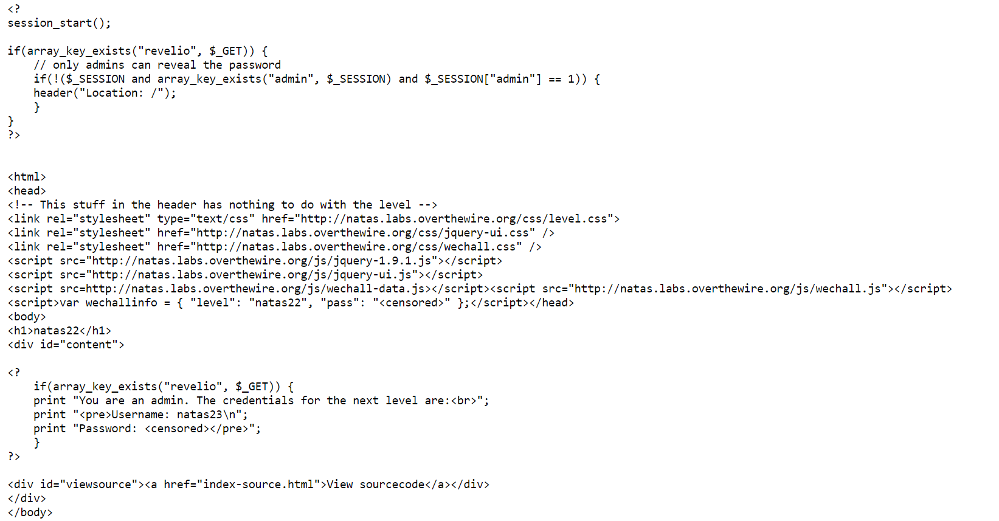 <?
session_start();
if(array_key_exists("revelio", $_GET)) {
// only admins can reveal the password
if(!($_SESSION and array_key_exists("admin", $_SESSION) and $_SESSION["admin"] == 1)) {
header("Location: /");
}
}
?>
<html>
<head>
<!-- This stuff in the header has nothing to do with the level -->
<link rel="stylesheet" type="text/css" href="http://natas.labs.overthewire.org/css/level.css">
<link rel="stylesheet" href="http://natas.labs.overthewire.org/css/jquery-ui.css" />
<link rel="stylesheet" href="http://natas.labs.overthewire.org/css/wechall.css" />
<script src="http://natas.labs.overthewire.org/js/jquery-1.9.1.js"></script>
<script src="http://natas.labs.overthewire.org/js/jquery-ui.js"></script>
<script src=http://natas.labs.overthewire.org/js/wechall-data.js></script><script src="http://natas.labs.overthewire.org/js/wechall.js"></script>
<script>var wechallinfo = { "level": "natas22", "pass": "<censored>" };</script></head>
<body>
<h1>natas22</h1>
<div id="content">
<?
if(array_key_exists("revelio", $_GET)) {
print "You are an admin. The credentials for the next level are:<br>";
print "<pre>Username: natas23\n";
print "Password: <censored></pre>";
}
?>
<div id="viewsource"><a href="index-source.html">View sourcecode</a></div>
</div>
</body>